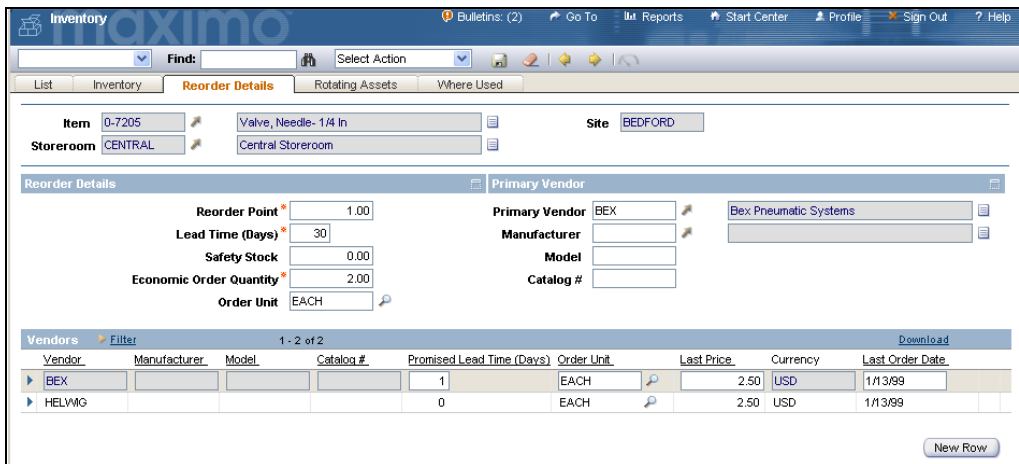 maximo
Inventory Bulletins: (2) Go To Reports Start Center Profile Sign Out ? Help
Find: Select Action
List Inventory Reorder Details Rotating Assets Where Used
Item 0-7205 Valve, Needle- 1/4 In Site BEDFORD
Storeroom CENTRAL Central Storeroom
Reorder Details Primary Vendor
Reorder Point* 1.00 Primary Vendor BEX Bex Pneumatic Systems
Lead Time (Days)* 30 Manufacturer
Safety Stock 0.00 Model
Economic Order Quantity* 2.00 Catalog #
Order Unit EACH
Vendors Filter 1 - 2 of 2 Download
Vendor Manufacturer Model Catalog # Promised Lead Time (Days) Order Unit Last Price Currency Last Order Date
BEX 1 EACH 2.50 USD 1/13/99
HELWIG 0 EACH 2.50 USD 1/13/99
New Row